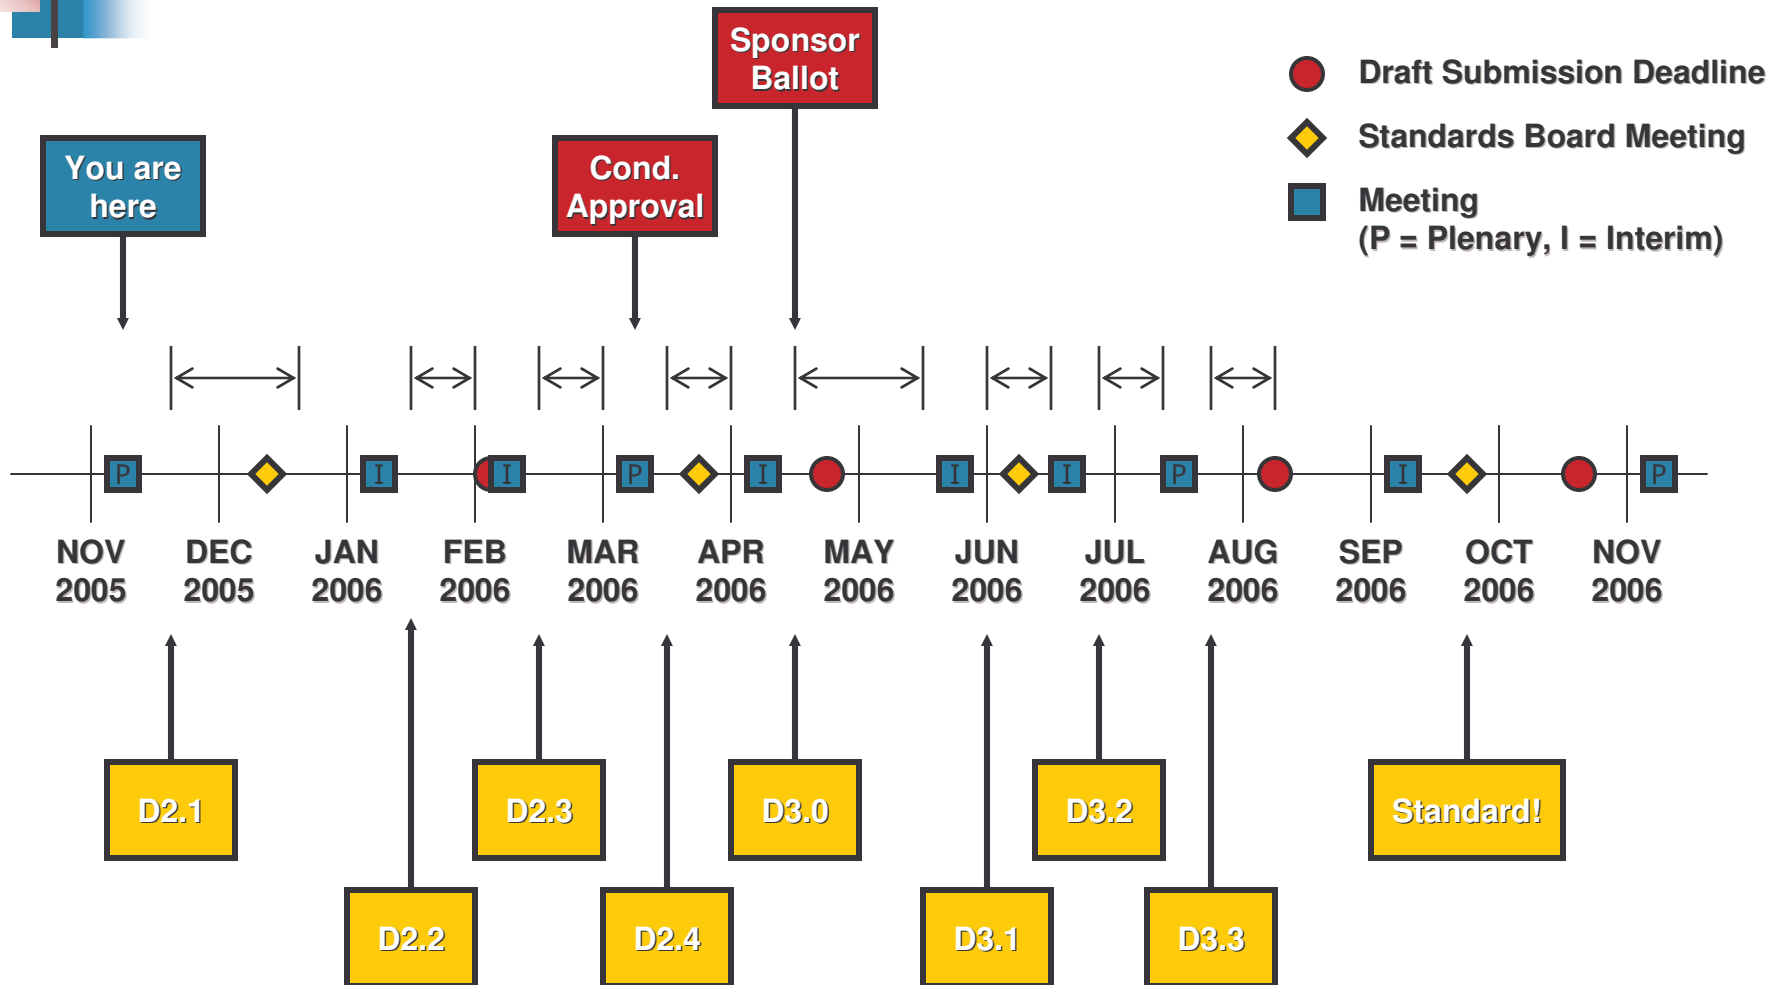 Sponsor
Ballot
Draft Submission Deadline
Standards Board Meeting
Meeting
(P = Plenary, I = Interim)
You are
here
Cond.
Approval
P
I
I
P
I
I
I
P
I
P
NOV
2005
DEC
2005
JAN
2006
FEB
2006
MAR
2006
APR
2006
MAY
2006
JUN
2006
JUL
2006
AUG
2006
SEP
2006
OCT
2006
NOV
2006
D2.1
D2.3
D3.0
D3.2
Standard!
D2.2
D2.4
D3.1
D3.3